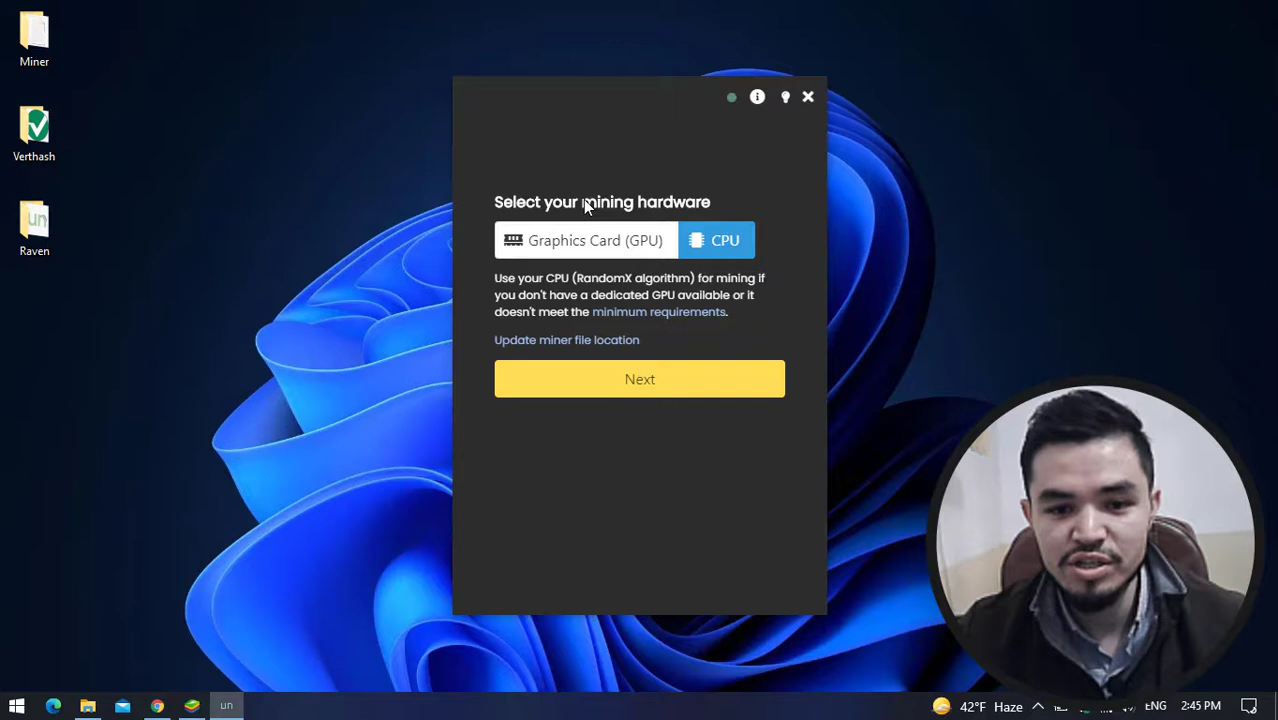 Miner
Verthash
un
Raven
Select your mining hardware
Graphics Card (GPU)
CPU
Use your CPU (RandomX algorithm) for mining if
you don't have a dedicated GPU available or it
doesn't meet the minimum requirements.
Update miner file location
Next
un
42°F Haze
ENG
2:45 PM